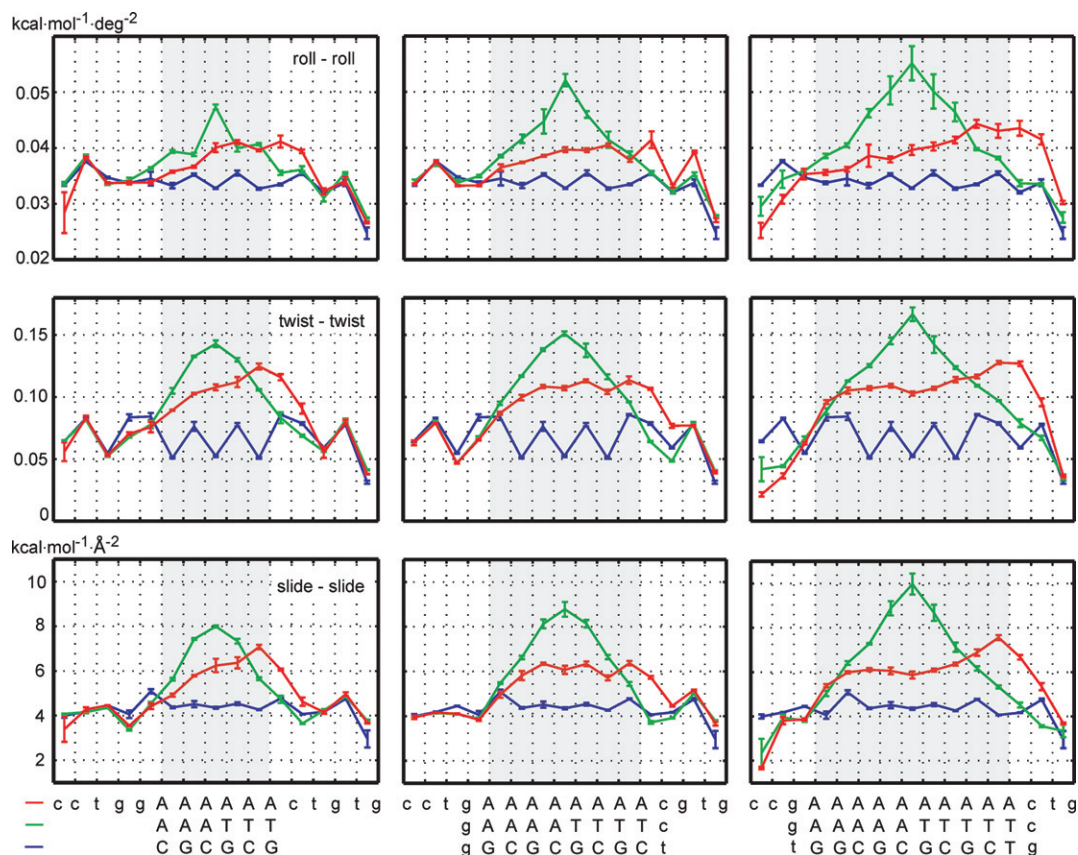 kcal·mol⁻¹·deg⁻²
roll - roll
0.05
0.04
0.03
0.02
twist - twist
0.15
0.10
0.05
0
kcal·mol⁻¹·Å⁻²
slide - slide
10
8
6
4
2
c c t g g A A A A A A c t g t g c c t g A A A A A A A A c g t g c c g A A A A A A A A A A c t g
A A A T T T g A A A A T T T T c g A A A A A T T T T T c
C G C G C G g G C G C G C G C t t G G C G C G C G C T g